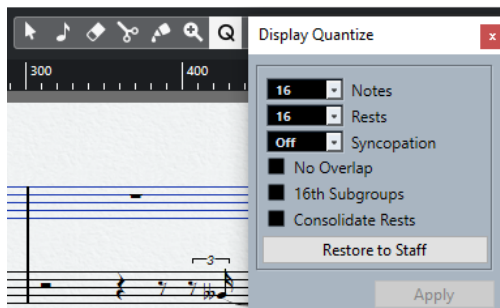 Q
Display Quantize
x
300
400
16 Notes
16 Rests
Off Syncopation
No Overlap
16th Subgroups
Consolidate Rests
Restore to Staff
3
Apply